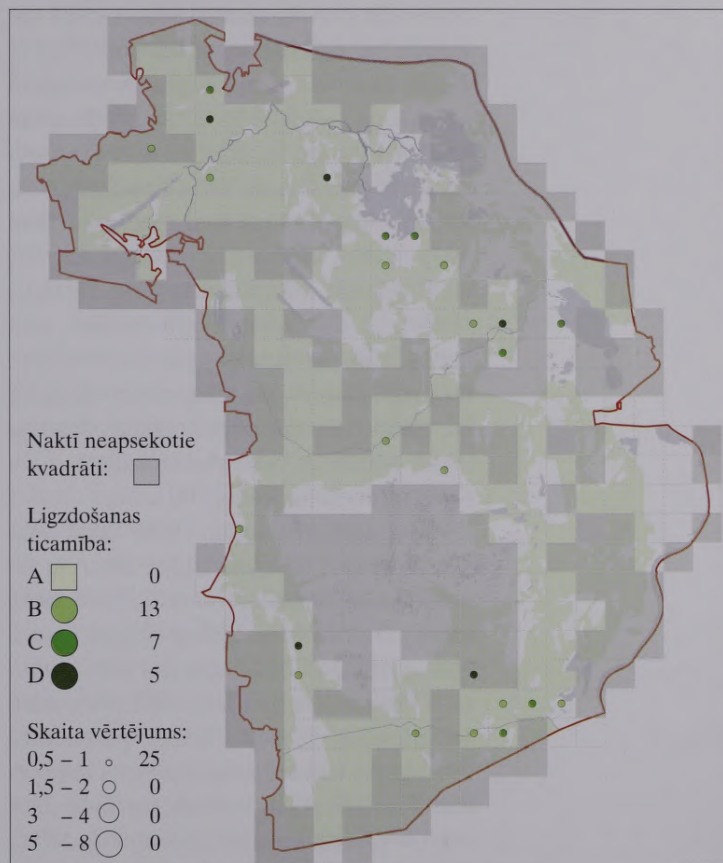 Naktī neapsekotie
kvadrāti:
Ligzdošanas
ticamība:
A 0
B 13
C 7
D 5
Skaita vērtējums:
0,5 – 1 25
1,5 – 2 0
3 – 4 0
5 – 8 0